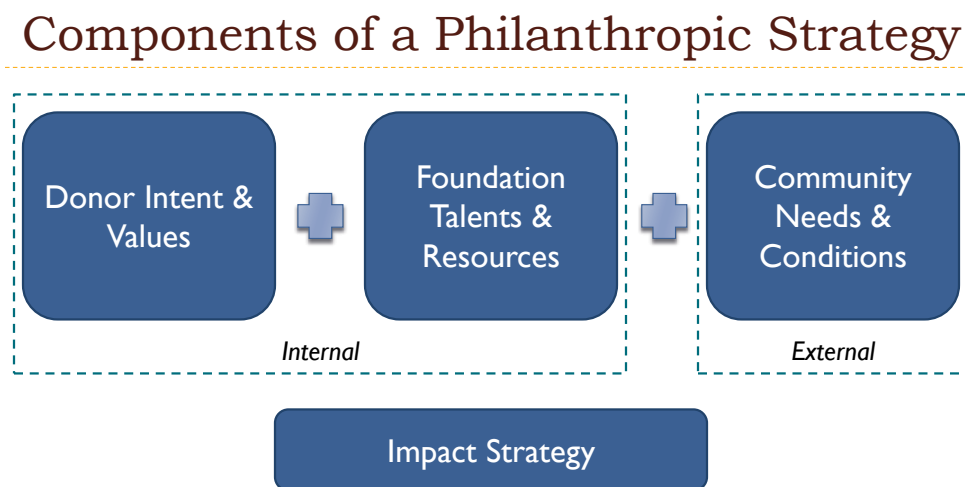 Components of a Philanthropic Strategy
Donor Intent &
Values
Foundation
Talents &
Resources
Community
Needs &
Conditions
Internal
External
Impact Strategy